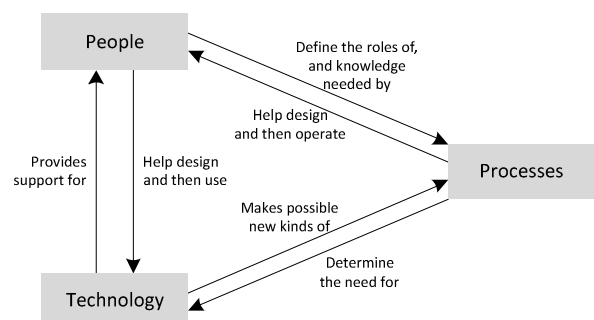 People
Define the roles of,
and knowledge
needed by
Help design
and then operate
Provides
support for
Help design
and then use
Processes
Makes possible
new kinds of
Determine
the need for
Technology